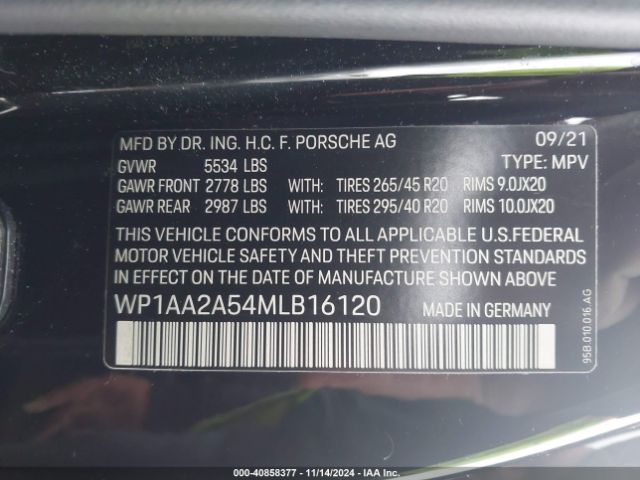 MFD BY DR. ING. H.C. F. PORSCHE AG 09/21
GVWR 5534 LBS TYPE: MPV
GAWR FRONT 2778 LBS WITH: TIRES 265/45 R20 RIMS 9.0JX20
GAWR REAR 2987 LBS WITH: TIRES 295/40 R20 RIMS 10.0JX20
THIS VEHICLE CONFORMS TO ALL APPLICABLE U.S.FEDERAL
MOTOR VEHICLE SAFETY AND THEFT PREVENTION STANDARDS
IN EFFECT ON THE DATE OF MANUFACTURE SHOWN ABOVE
WP1AA2A54MLB16120 MADE IN GERMANY
95B.010.016.AG
000-40858377 - 11/14/2024 - IAA Inc.